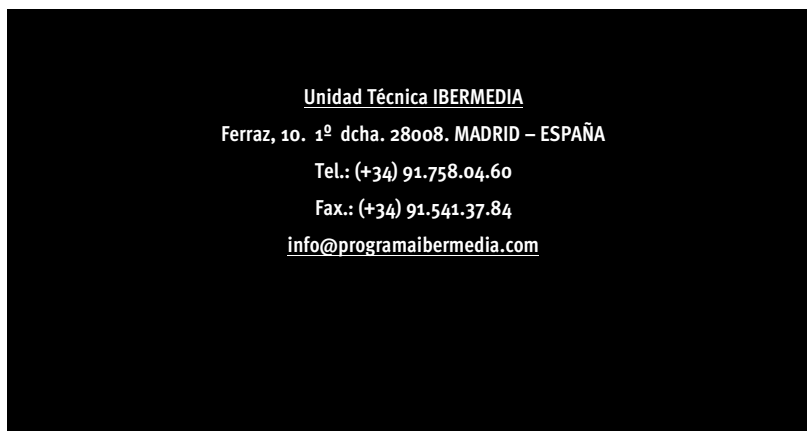 Unidad Técnica IBERMEDIA
Ferraz, 10. 1º dcha. 28008. MADRID – ESPAÑA
Tel.: (+34) 91.758.04.60
Fax.: (+34) 91.541.37.84
info@programaibermedia.com